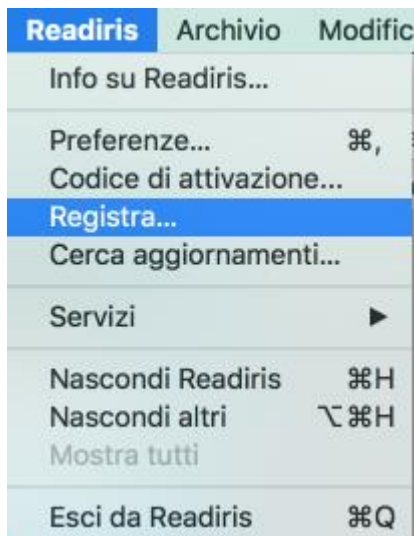 Readiris Archivio Modific
Info su Readiris...
Preferenze... ⌘,
Codice di attivazione...
Registra...
Cerca aggiornamenti...
Servizi ▶
Nascondi Readiris ⌘H
Nascondi altri ⌥⌘H
Mostra tutti
Esci da Readiris ⌘Q